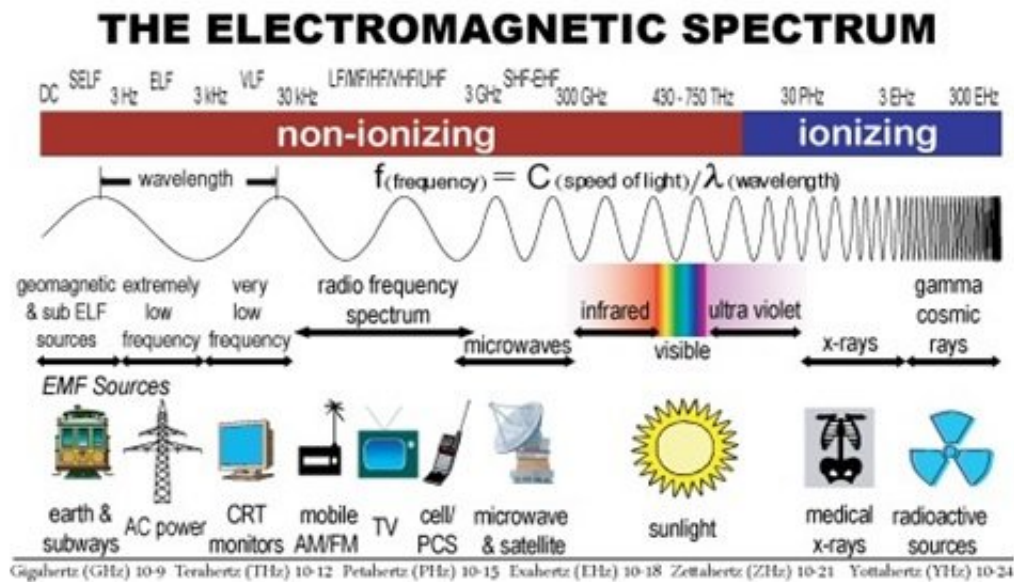 THE ELECTROMAGNETIC SPECTRUM
DC SELF 3 Hz ELF 3 kHz VLF 30 kHz LF/MF/HF/VHF/UHF 3 GHz SHF-EHF 300 GHz 430 - 750 THz 30 PHz 3 EHz 300 EHz
non-ionizing ionizing
wavelength f(frequency) = C (speed of light)/λ (wavelength)
geomagnetic & sub ELF sources
extremely low frequency
very low frequency
radio frequency spectrum
microwaves
infrared
visible
ultra violet
x-rays
gamma cosmic rays
EMF Sources
earth & subways
AC power
CRT monitors
mobile AM/FM
TV
cell/ PCS
microwave & satellite
sunlight
medical x-rays
radioactive sources
Gigahertz (GHz) 10-9 Terahertz (THz) 10-12 Petahertz (PHz) 10-15 Exahertz (EHz) 10-18 Zettahertz (ZHz) 10-21 Yottahertz (YHz) 10-24